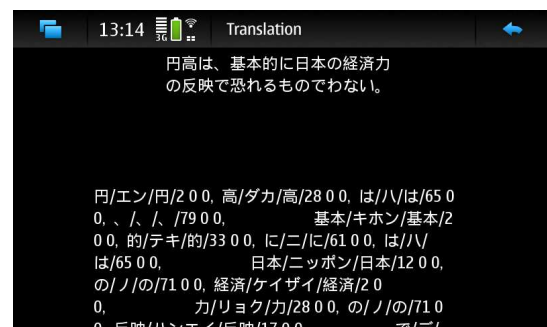 13:14 3G Translation
円高は、基本的に日本の経済力
の反映で恐れるものでわない。
円/エン/円/2 0 0, 高/ダカ/高/28 0 0, は/ハ/は/65 0
0, 、/、/、/79 0 0, 基本/キホン/基本/2
0 0, 的/テキ/的/33 0 0, に/ニ/に/61 0 0, は/ハ/
は/65 0 0, 日本/ニッポン/日本/12 0 0,
の/ノ/の/71 0 0, 経済/ケイザイ/経済/2 0
0, 力/リョク/力/28 0 0, の/ノ/の/71 0